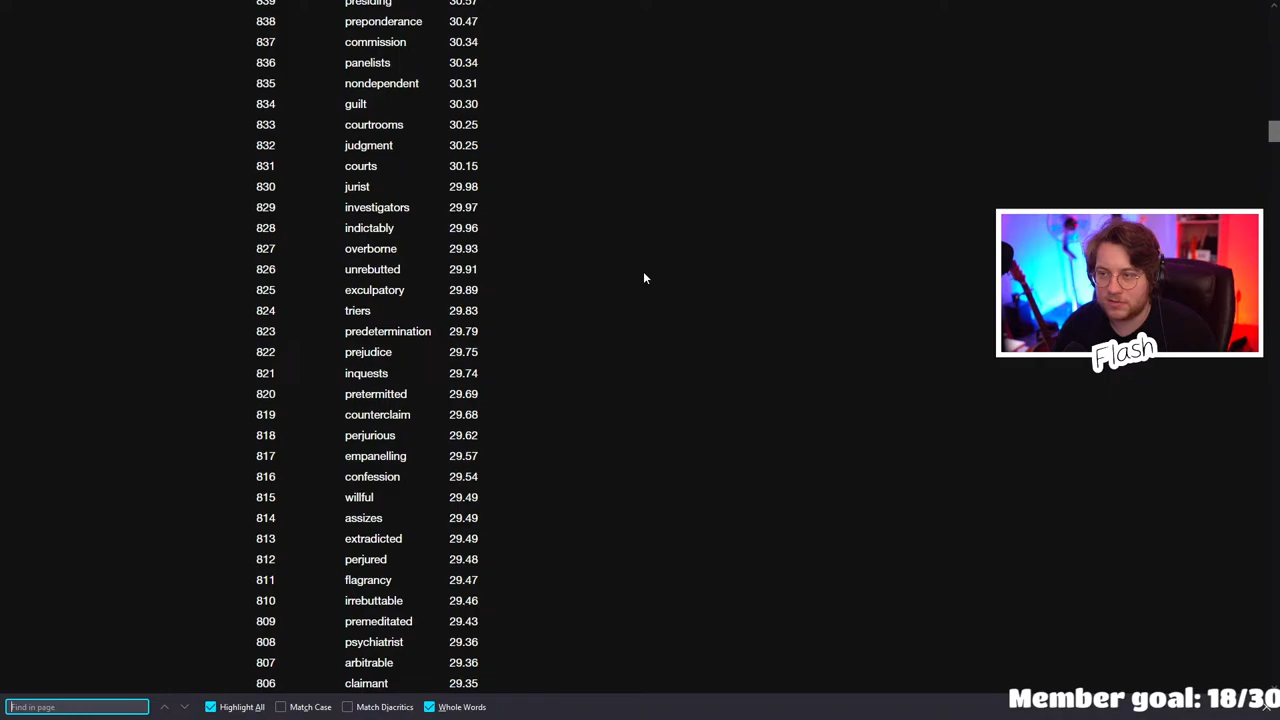 839 presiding 30.57
838 preponderance 30.47
837 commission 30.34
836 panelists 30.34
835 nondependent 30.31
834 guilt 30.30
833 courtrooms 30.25
832 judgment 30.25
831 courts 30.15
830 jurist 29.98
829 investigators 29.97
828 indictably 29.96
827 overborne 29.93
826 unrebutted 29.91
825 exculpatory 29.89
824 triers 29.83
823 predetermination 29.79
822 prejudice 29.75
821 inquests 29.74
820 pretermitted 29.69
819 counterclaim 29.68
818 perjurious 29.62
817 empanelling 29.57
816 confession 29.54
815 willful 29.49
814 assizes 29.49
813 extradicted 29.49
812 perjured 29.48
811 flagrancy 29.47
810 irrebuttable 29.46
809 premeditated 29.43
808 psychiatrist 29.36
807 arbitrable 29.36
806 claimant 29.35
Flash
Member goal: 18/30
Find in page Highlight All Match Case Match Diacritics Whole Words